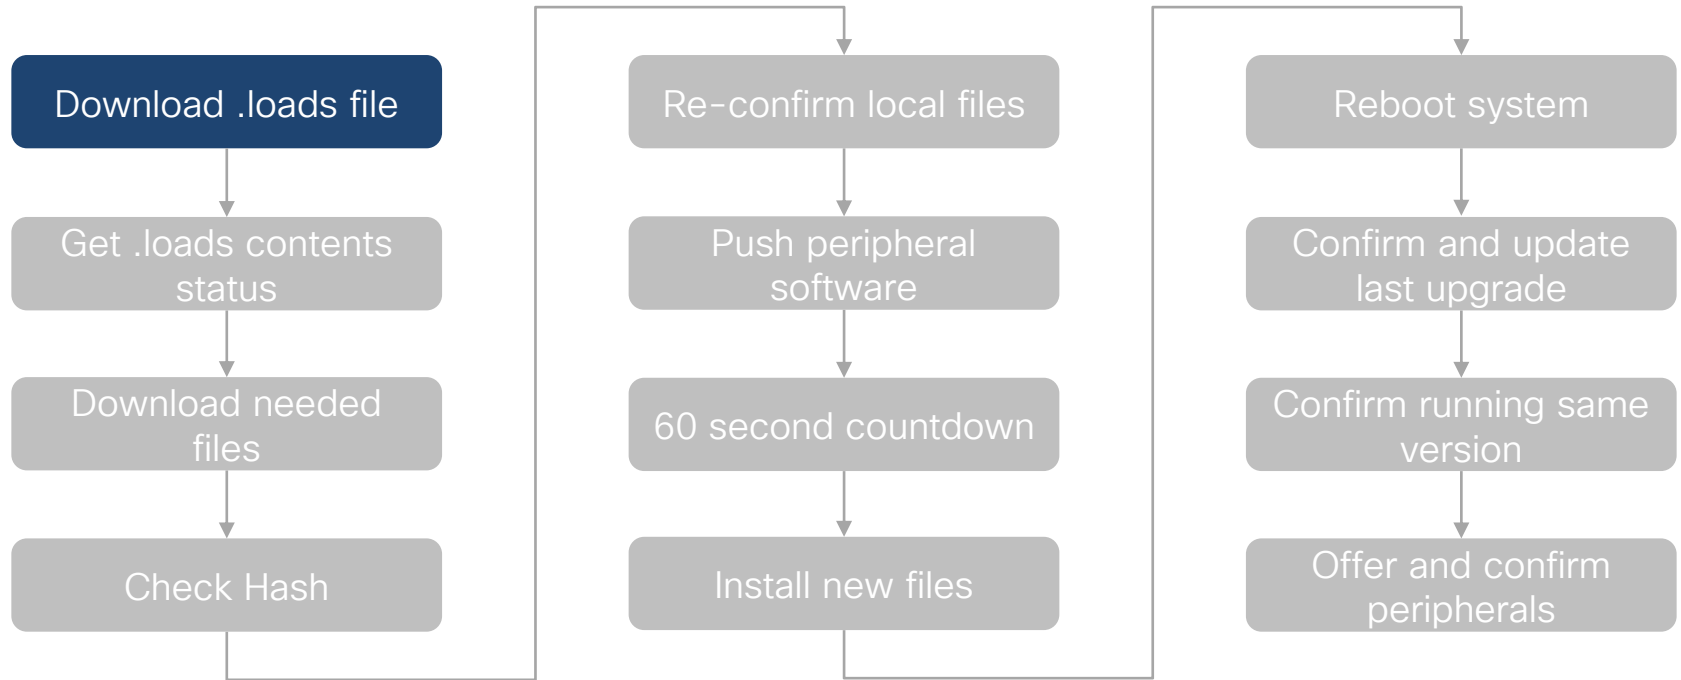 Download .loads file
Get .loads contents
status
Download needed
files
Check Hash
Re-confirm local files
Push peripheral
software
60 second countdown
Install new files
Reboot system
Confirm and update
last upgrade
Confirm running same
version
Offer and confirm
peripherals